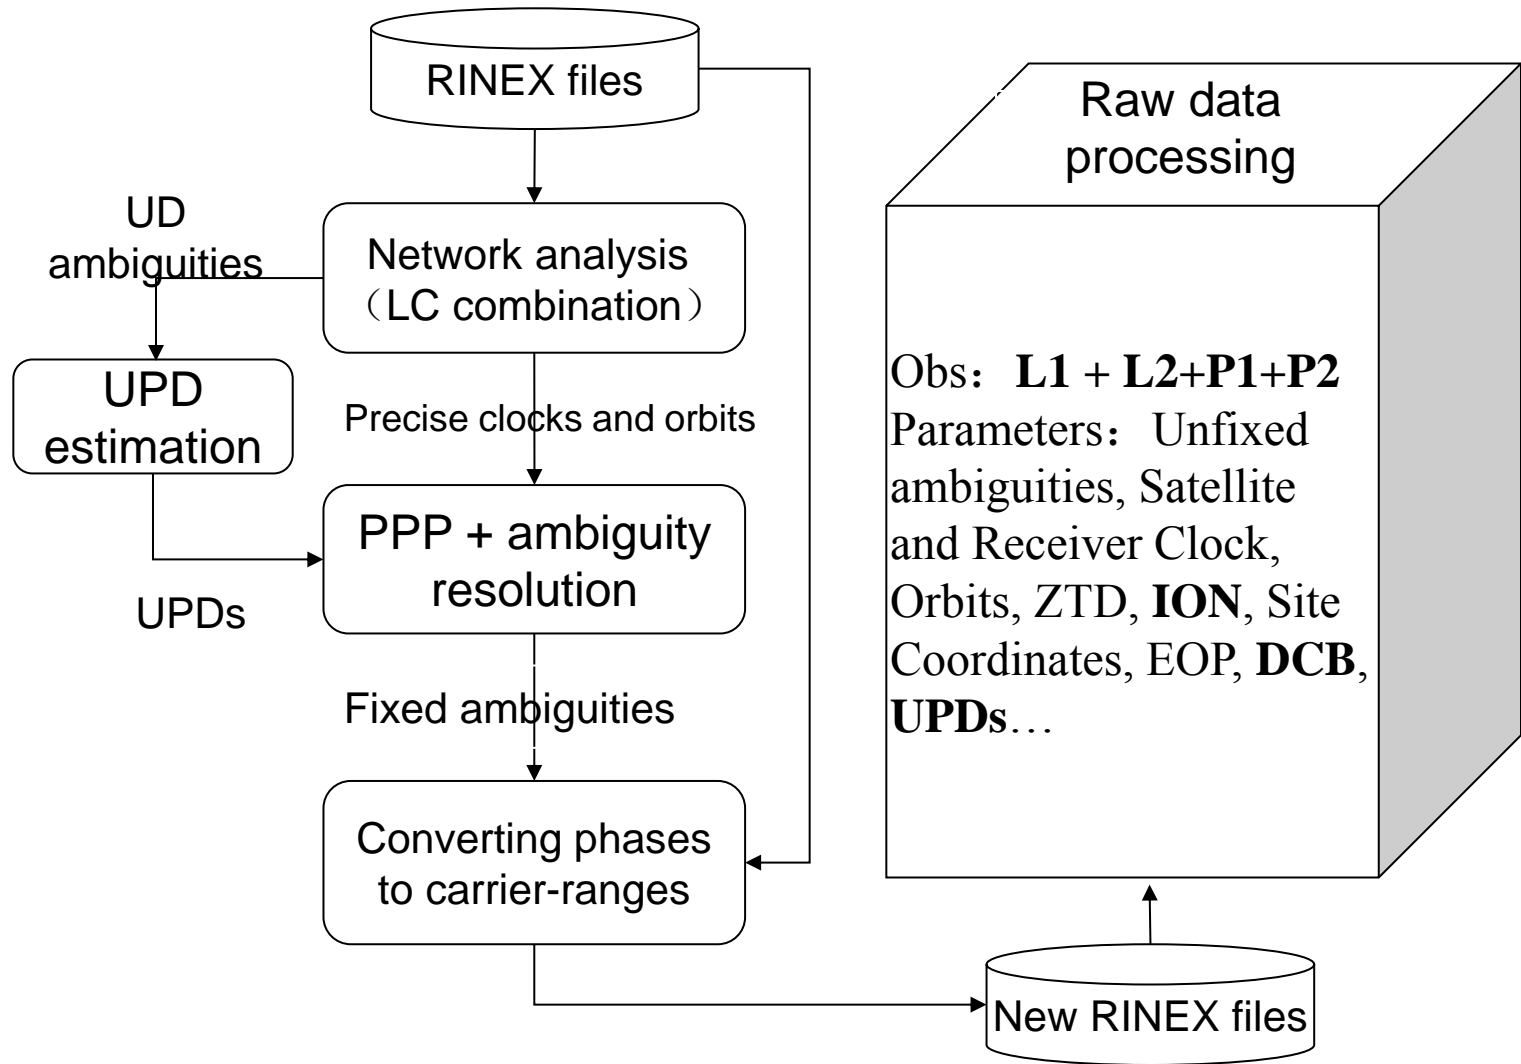 RINEX files
UD
ambiguities
Network analysis
（LC combination）
UPD
estimation
Precise clocks and orbits
PPP + ambiguity
resolution
UPDs
Fixed ambiguities
Converting phases
to carrier-ranges
New RINEX files
Raw data
processing
Obs： L1 + L2+P1+P2
Parameters： Unfixed
ambiguities, Satellite
and Receiver Clock,
Orbits, ZTD, ION, Site
Coordinates, EOP, DCB,
UPDs…